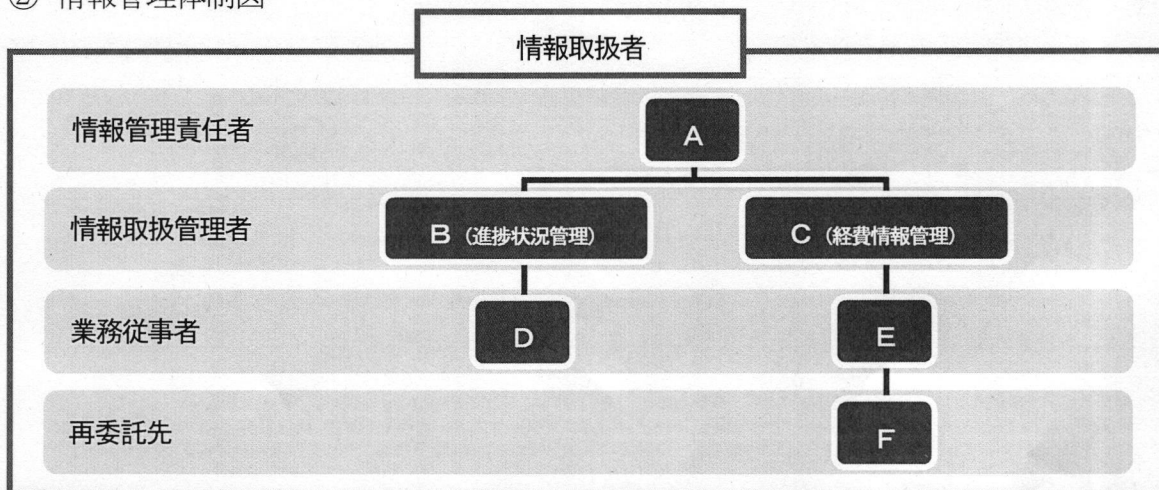 ② 情報管理体制図
情報取扱者
情報管理責任者
A
情報取扱管理者
B (進捗状況管理)
C (経費情報管理)
業務従事者
D
E
再委託先
F